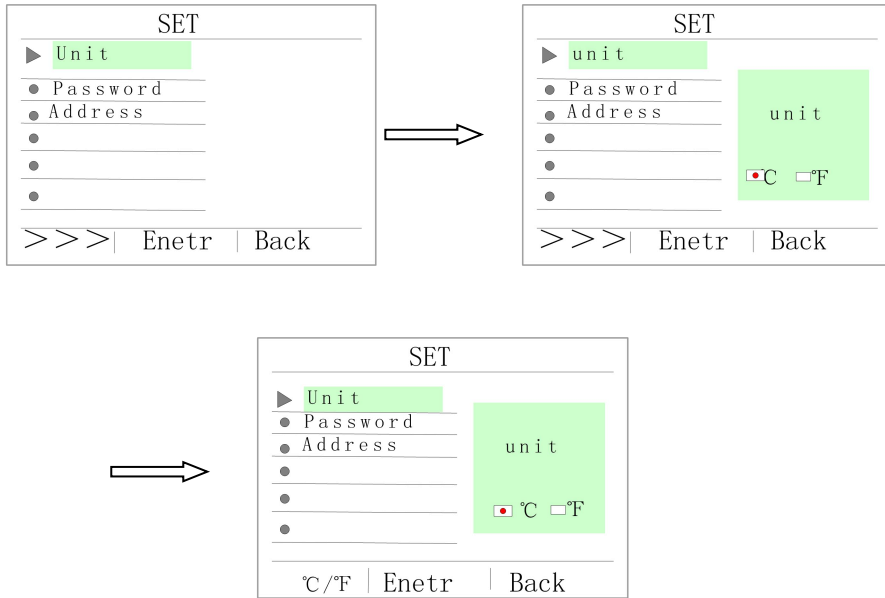 SET
Unit
Password
Address
>>> Enetr Back
SET
unit
Password
Address
unit
℃ ℉
>>> Enetr Back
SET
Unit
Password
Address
unit
℃ ℉
℃/℉ Enetr Back